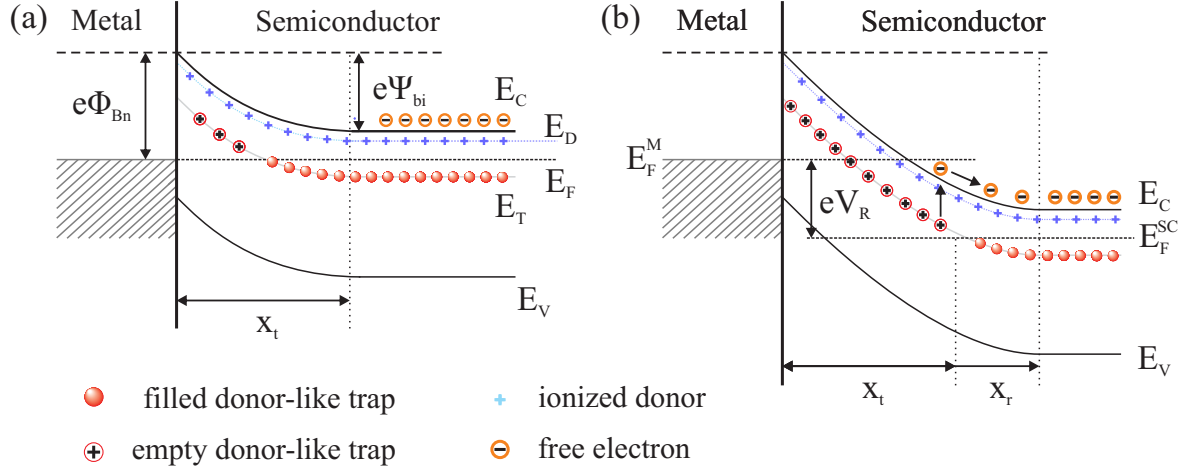 (a)
Metal
Semiconductor
eΦBn
eΨbi
EC
ED
EF
ET
EV
xt
(b)
Metal
Semiconductor
EFM
eVR
EC
EFSC
EV
xt
xr
filled donor-like trap
ionized donor
empty donor-like trap
free electron